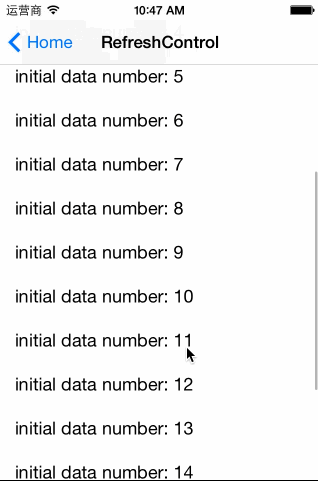 运营商 10:47 AM
Home RefreshControl
initial data number: 5
initial data number: 6
initial data number: 7
initial data number: 8
initial data number: 9
initial data number: 10
initial data number: 11
initial data number: 12
initial data number: 13
initial data number: 14